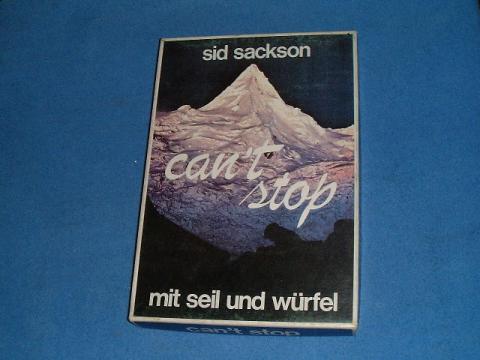 sid sackson
can't
stop
mit seil und würfel
can't stop